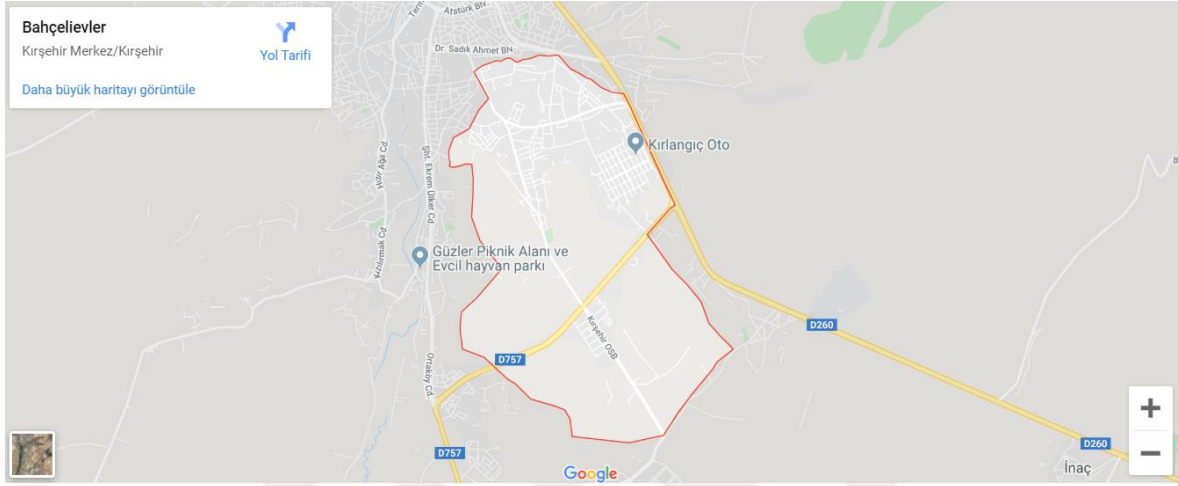 Bahçelievler
Kırşehir Merkez/Kırşehir
Yol Tarifi
Daha büyük haritayı görüntüle
Atatürk Blv.
Dr. Sadık Ahmet Blv.
Kırlangıç Oto
Hızır Ağa Cd.
Şht. Ekrem Ülker Cd.
Kızılırmak Cd.
Güzler Piknik Alanı ve
Evcil hayvan parkı
D260
Kırşehir OSB
D757
Ortaköy Cd.
D757
D260
İnaç
Google
+
−